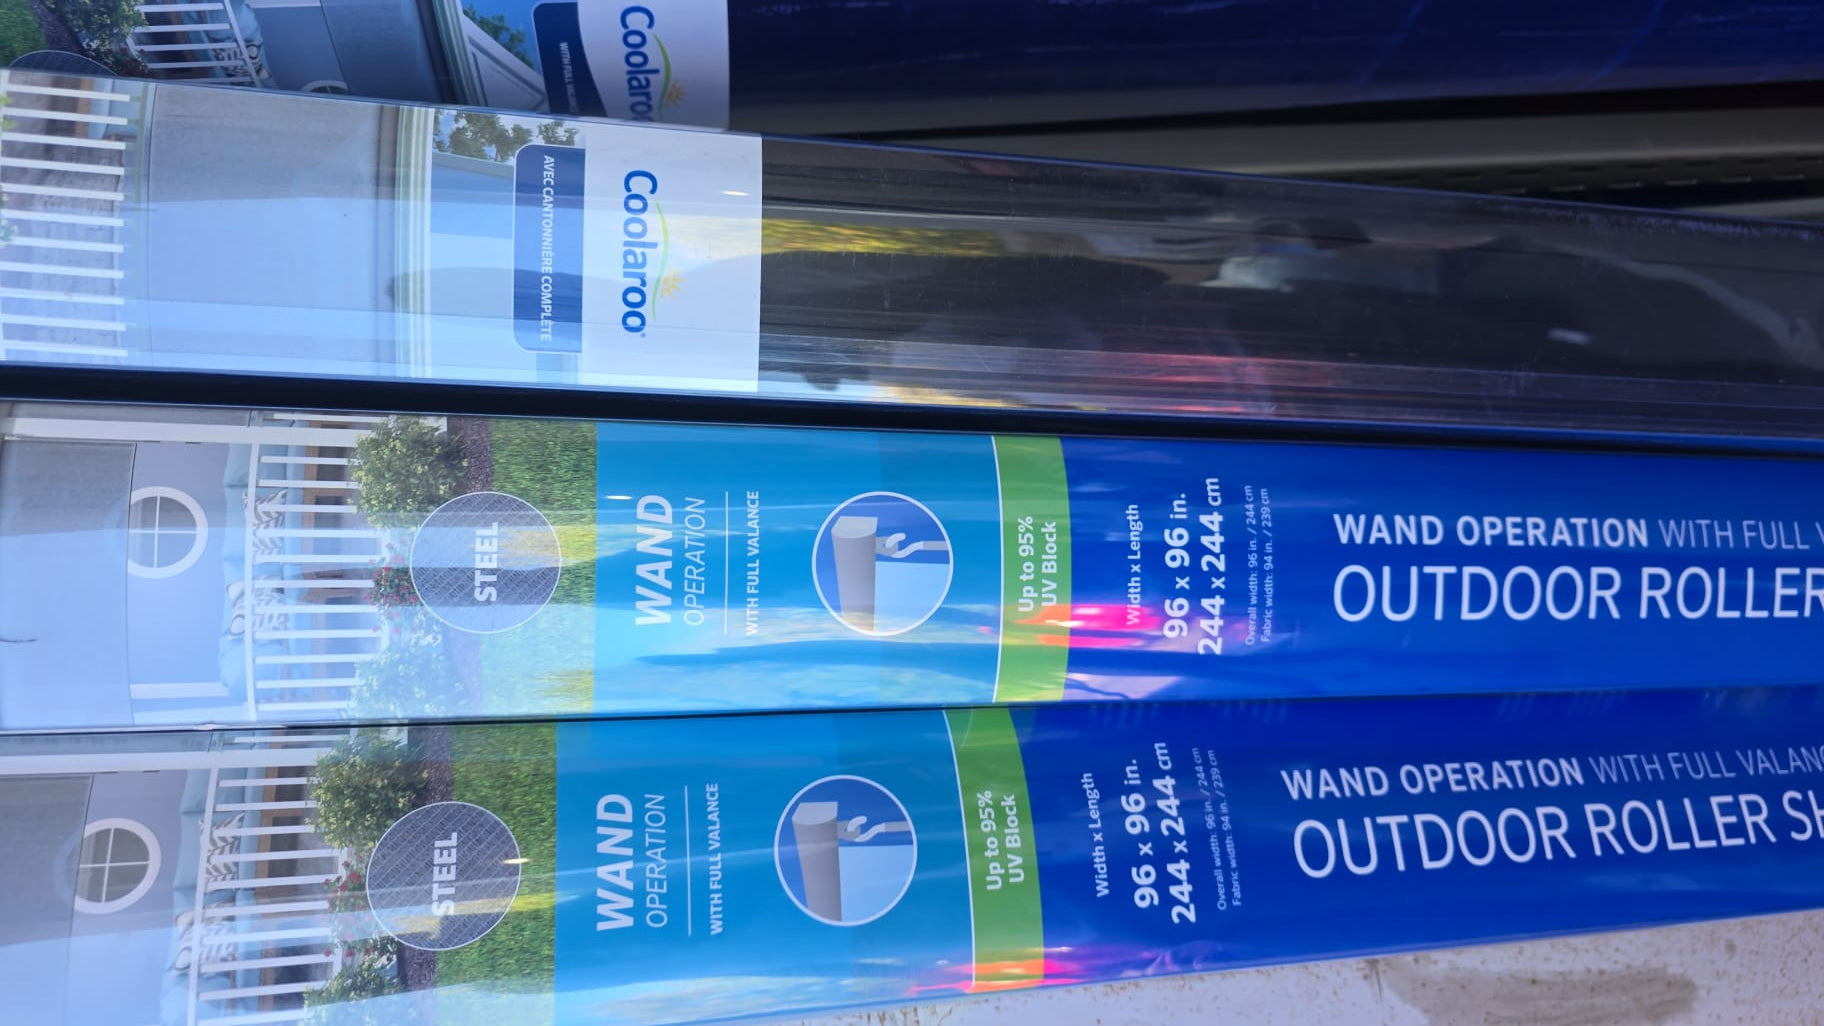 Coolaroo
WITH FULL
Coolaroo®
AVEC CANTONNIÈRE COMPLÈTE
STEEL
WAND
OPERATION
WITH FULL VALANCE
Up to 95%
UV Block
Width x Length
96 x 96 in.
244 x 244 cm
Overall width: 96 in. / 244 cm
Fabric width: 94 in. / 239 cm
WAND OPERATION WITH FULL V
OUTDOOR ROLLER
STEEL
WAND
OPERATION
WITH FULL VALANCE
Up to 95%
UV Block
Width x Length
96 x 96 in.
244 x 244 cm
Overall width: 96 in. / 244 cm
Fabric width: 94 in. / 239 cm
WAND OPERATION WITH FULL VALANC
OUTDOOR ROLLER SH